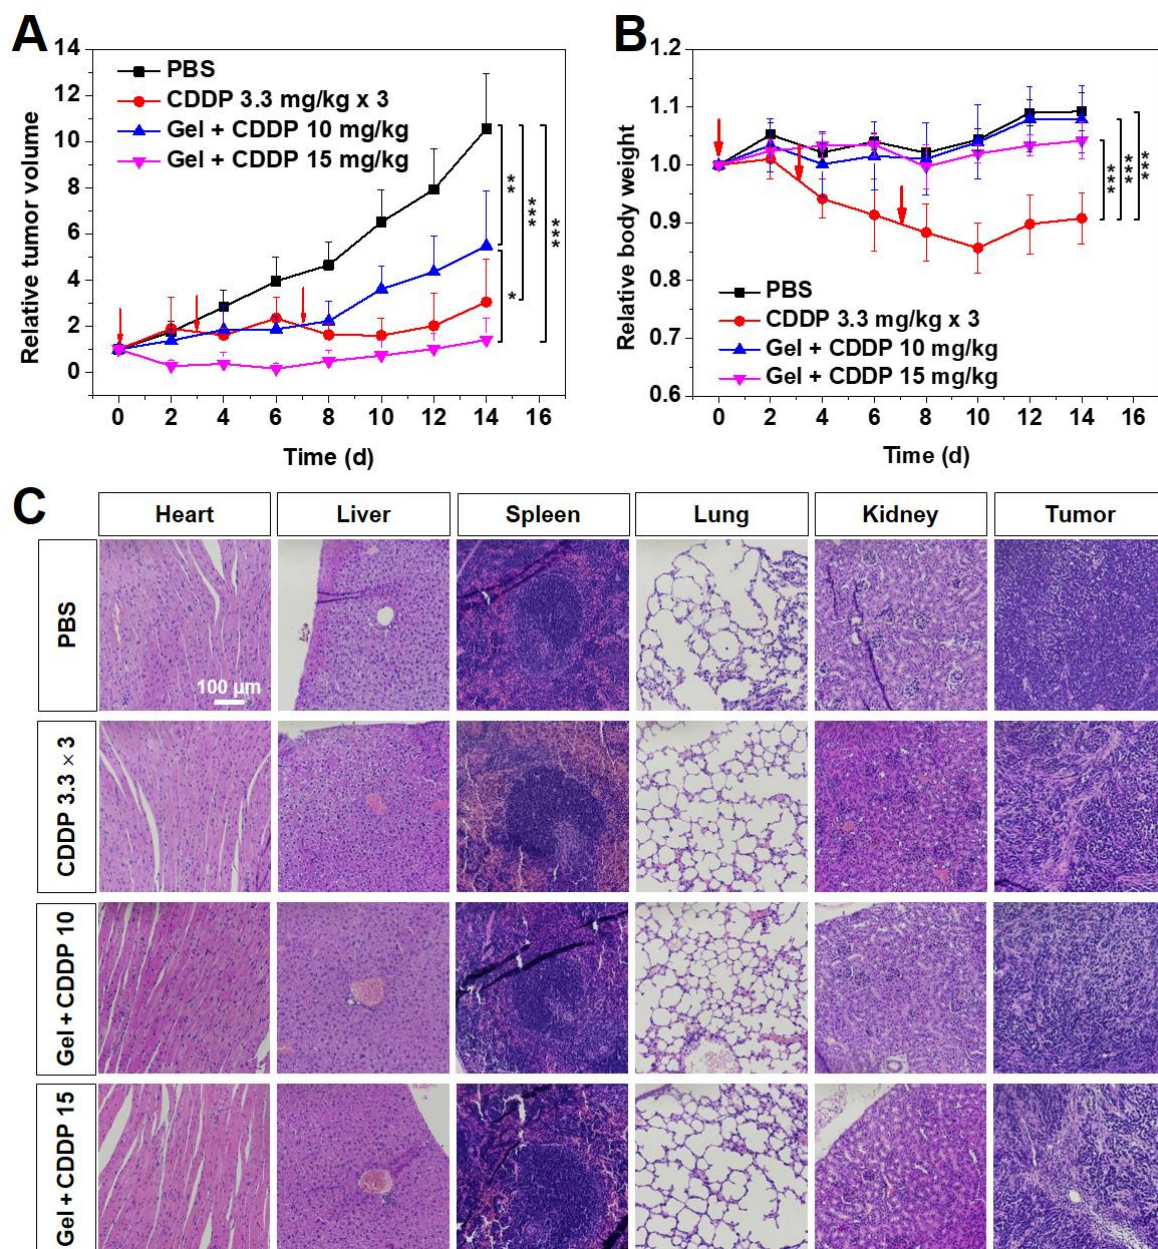 A
Relative tumor volume
14
12
10
8
6
4
2
0
PBS
CDDP 3.3 mg/kg x 3
Gel + CDDP 10 mg/kg
Gel + CDDP 15 mg/kg
**
***
***
*
0 2 4 6 8 10 12 14 16
Time (d)
B
Relative body weight
1.2
1.1
1.0
0.9
0.8
0.7
0.6
***
***
***
PBS
CDDP 3.3 mg/kg x 3
Gel + CDDP 10 mg/kg
Gel + CDDP 15 mg/kg
0 2 4 6 8 10 12 14 16
Time (d)
C
Heart Liver Spleen Lung Kidney Tumor
PBS
100 µm
CDDP 3.3 × 3
Gel + CDDP 10
Gel + CDDP 15